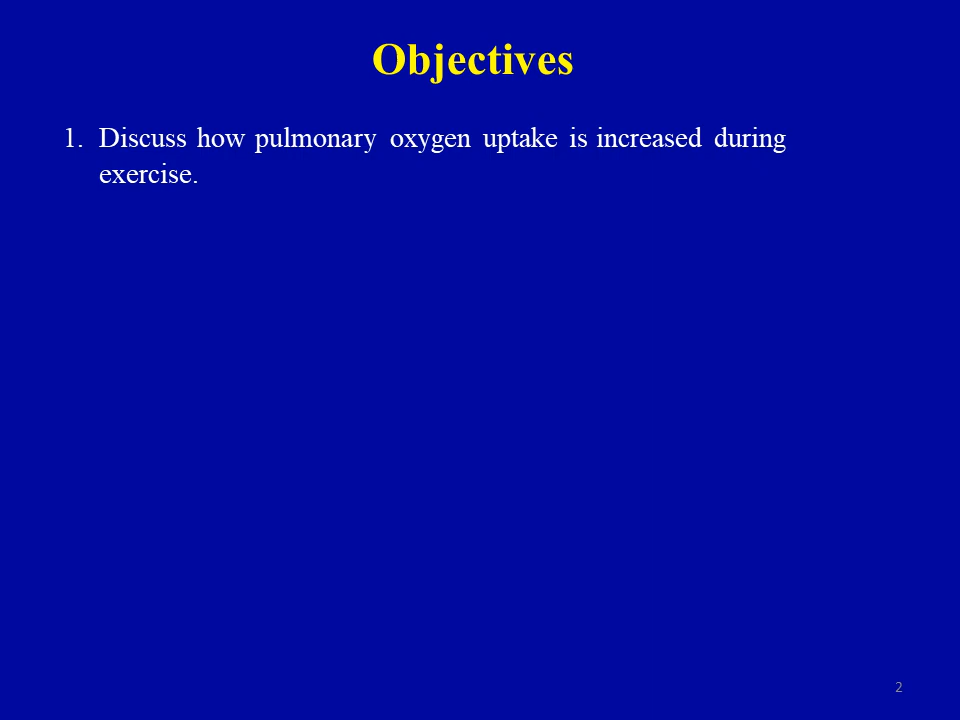 Objectives
1. Discuss how pulmonary oxygen uptake is increased during
exercise.
2